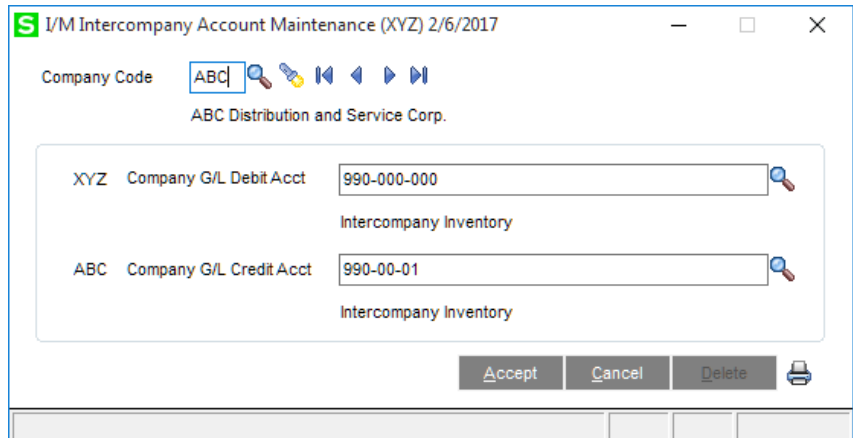 S I/M Intercompany Account Maintenance (XYZ) 2/6/2017
Company Code ABC
ABC Distribution and Service Corp.
XYZ Company G/L Debit Acct 990-000-000
Intercompany Inventory
ABC Company G/L Credit Acct 990-00-01
Intercompany Inventory
Accept Cancel Delete